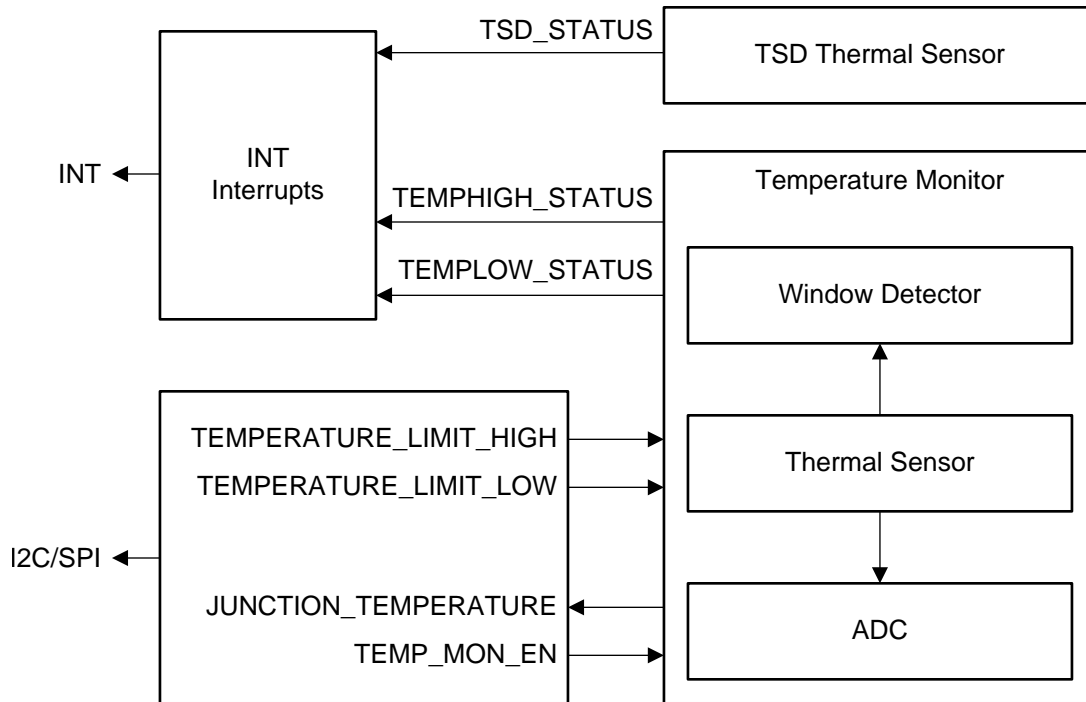 TSD_STATUS
TSD Thermal Sensor
INT
INT
Interrupts
TEMPHIGH_STATUS
TEMPLOW_STATUS
Temperature Monitor
Window Detector
Thermal Sensor
ADC
TEMPERATURE_LIMIT_HIGH
TEMPERATURE_LIMIT_LOW
I2C/SPI
JUNCTION_TEMPERATURE
TEMP_MON_EN